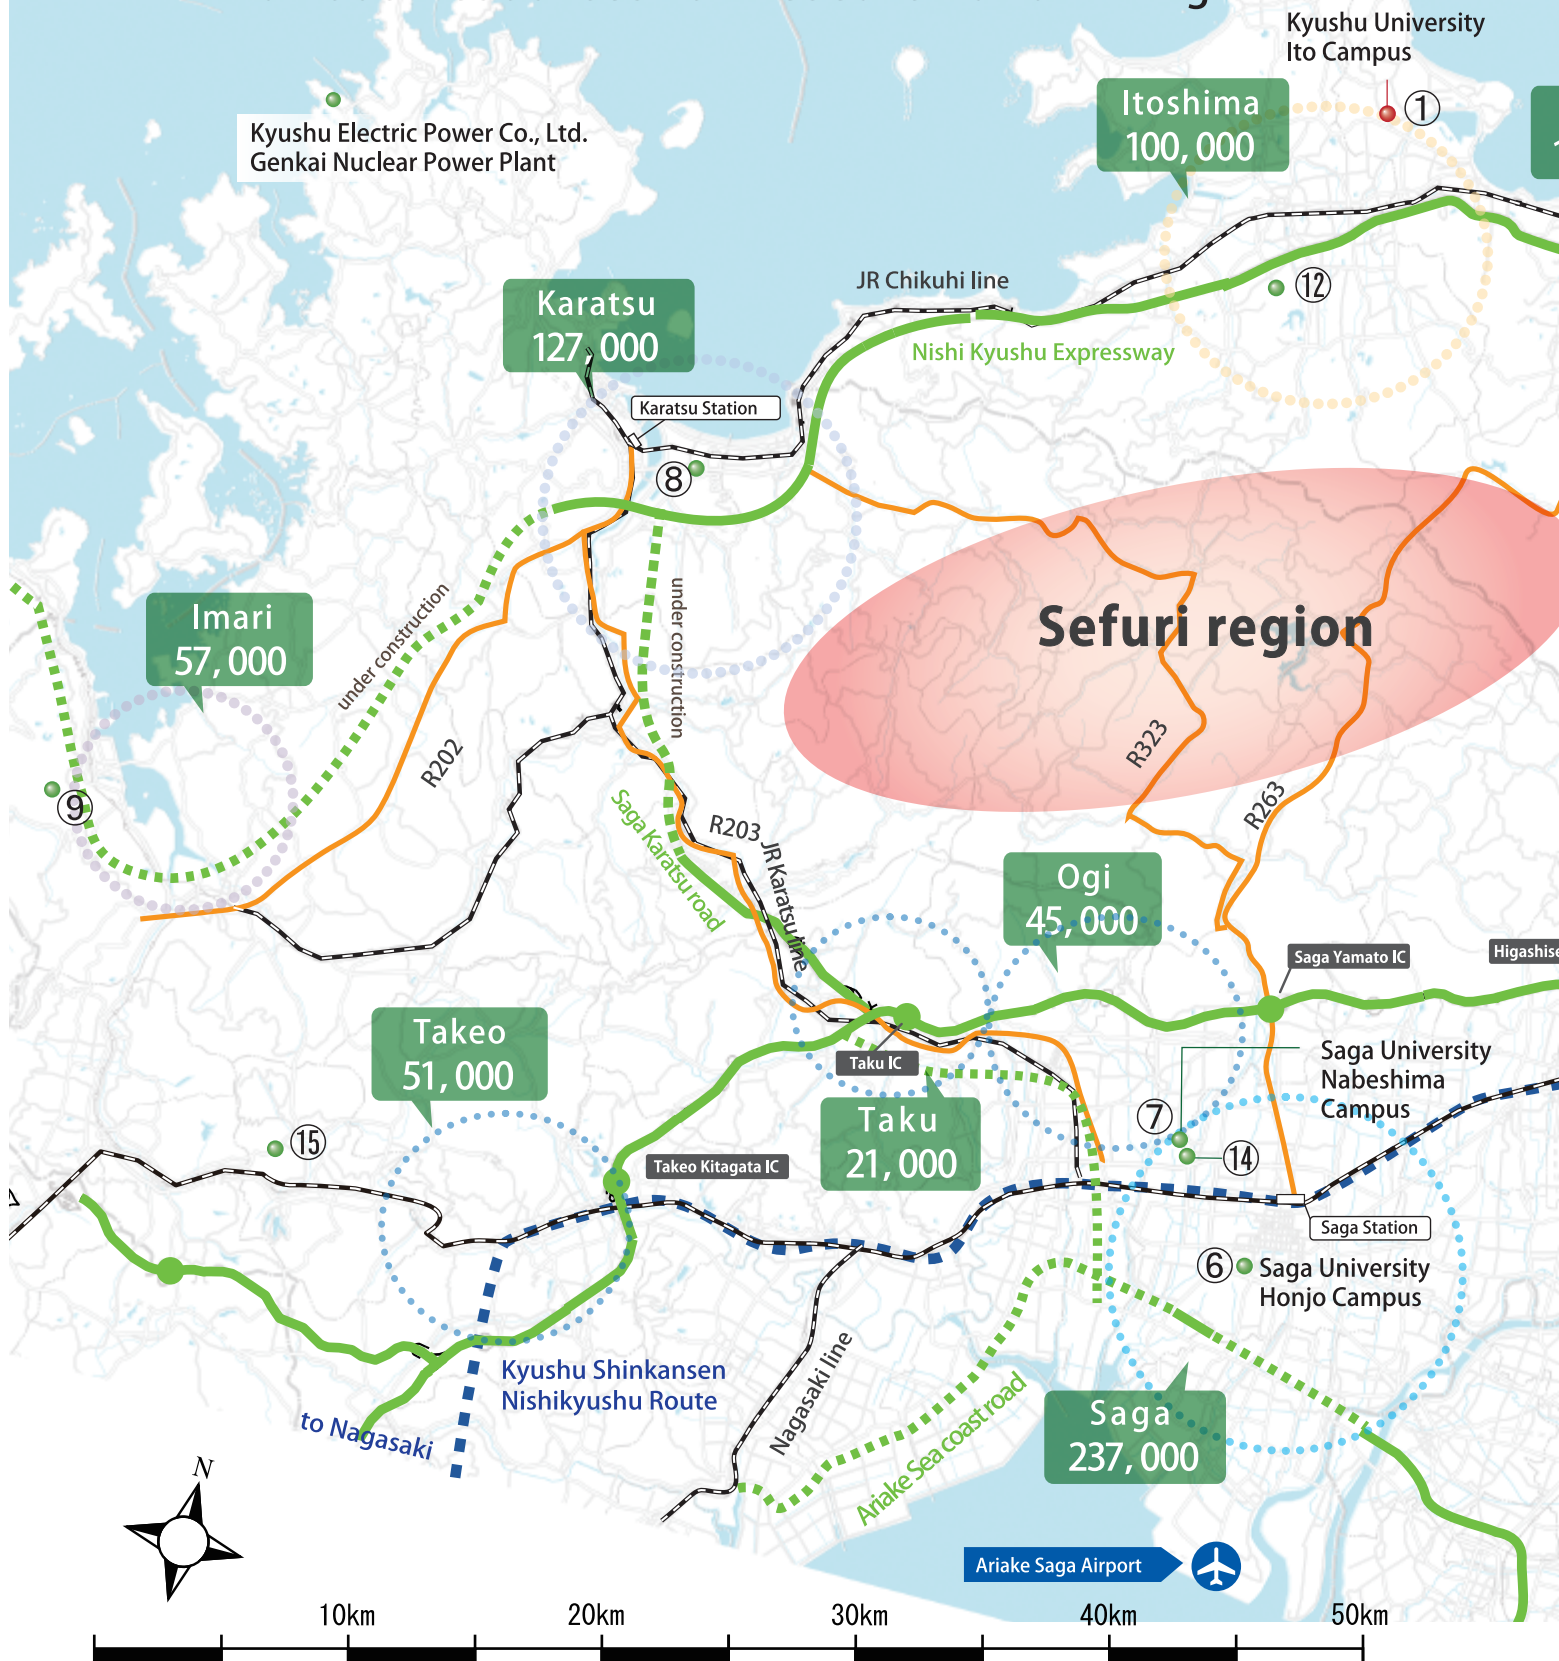 Kyushu University
Ito Campus
Itoshima
100,000
①
Kyushu Electric Power Co., Ltd.
Genkai Nuclear Power Plant
JR Chikuhi line
⑫
Karatsu
127,000
Nishi Kyushu Expressway
Karatsu Station
⑧
Imari
57,000
under construction
under construction
Sefuri region
R202
R323
R263
⑨
Saga Karatsu road
R203
JR Karatsu line
Ogi
45,000
Saga Yamato IC
Higashise
Takeo
51,000
Taku IC
Saga University
Nabeshima
Campus
Taku
21,000
⑦
⑭
⑮
Takeo Kitagata IC
Saga Station
⑥
Saga University
Honjo Campus
Kyushu Shinkansen
Nishikyushu Route
to Nagasaki
Nagasaki line
Ariake Sea coast road
Saga
237,000
N
Ariake Saga Airport
10km
20km
30km
40km
50km